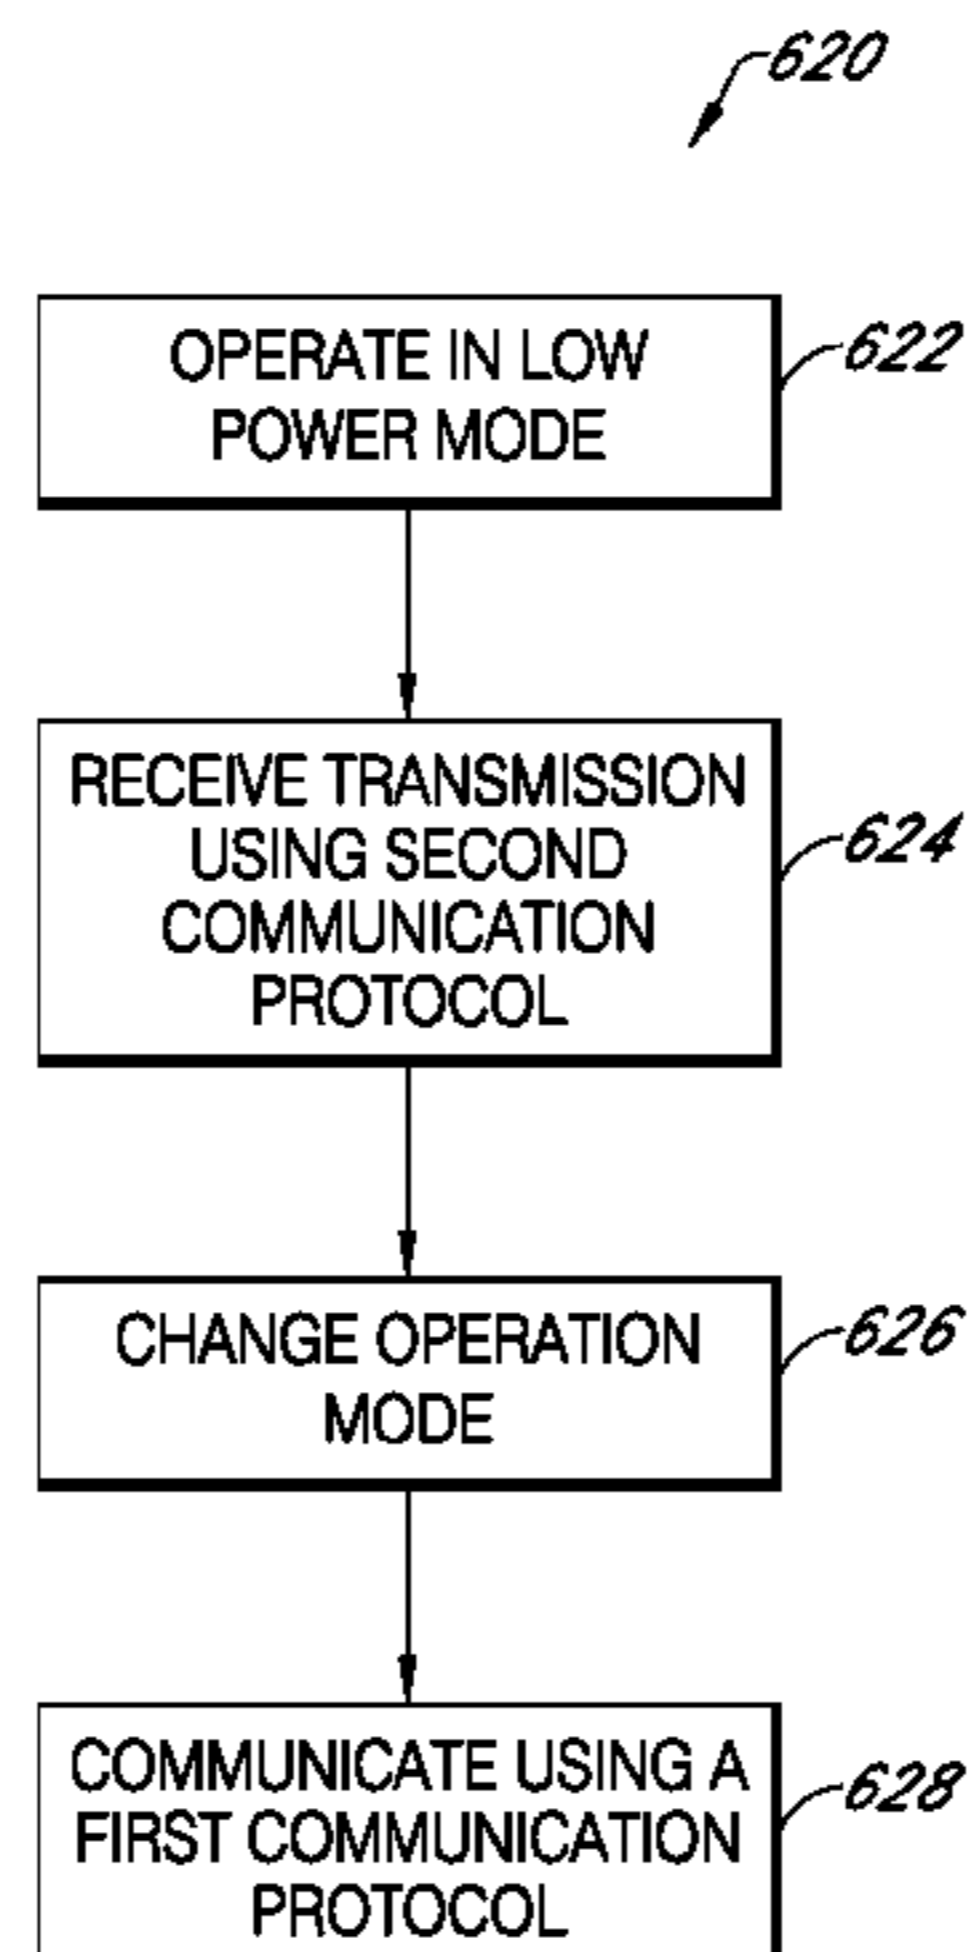 620
OPERATE IN LOW
POWER MODE
622
RECEIVE TRANSMISSION
USING SECOND
COMMUNICATION
PROTOCOL
624
CHANGE OPERATION
MODE
626
COMMUNICATE USING A
FIRST COMMUNICATION
PROTOCOL
628